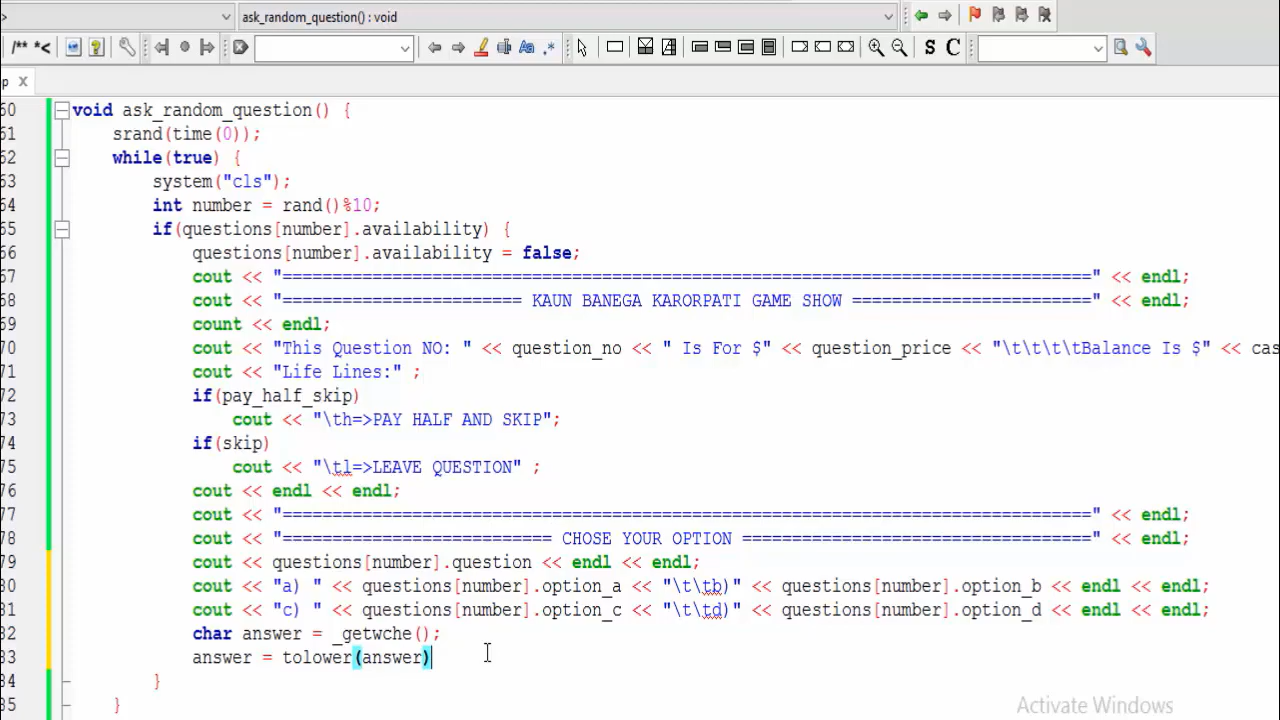 ask_random_question() : void
/** *<
Aa .*
S C
p X
60 void ask_random_question() {
61 srand(time(0));
62 while(true) {
63 system("cls");
64 int number = rand()%10;
65 if(questions[number].availability) {
66 questions[number].availability = false;
67 cout << "=================================================================================" << endl;
68 cout << "======================== KAUN BANEGA KARORPATI GAME SHOW ========================" << endl;
69 count << endl;
70 cout << "This Question NO: " << question_no << " Is For $" << question_price << "\t\t\t\tBalance Is $" << cas
71 cout << "Life Lines:" ;
72 if(pay_half_skip)
73 cout << "\th=>PAY HALF AND SKIP";
74 if(skip)
75 cout << "\tl=>LEAVE QUESTION" ;
76 cout << endl << endl;
77 cout << "=================================================================================" << endl;
78 cout << "=========================== CHOSE YOUR OPTION ===================================" << endl;
79 cout << questions[number].question << endl << endl;
80 cout << "a) " << questions[number].option_a << "\t\tb)" << questions[number].option_b << endl << endl;
81 cout << "c) " << questions[number].option_c << "\t\td)" << questions[number].option_d << endl << endl;
82 char answer = _getwche();
83 answer = tolower(answer)
84 }
85 }
Activate Windows